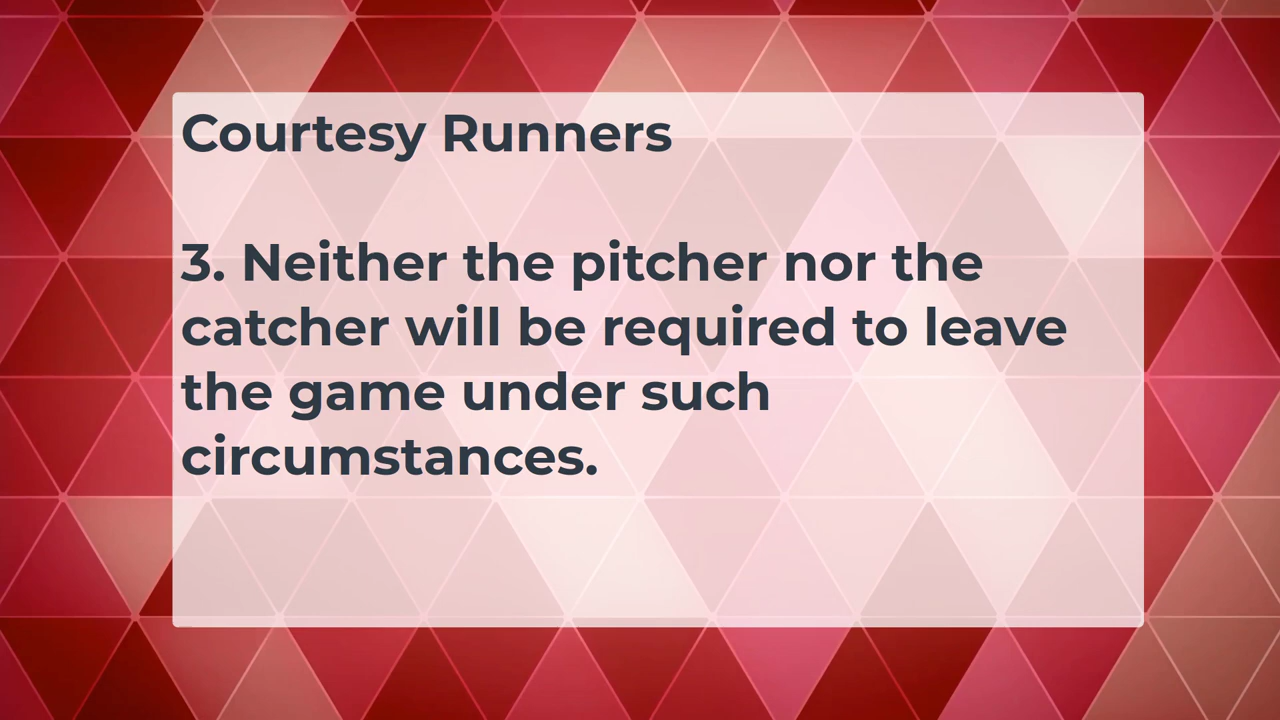 Courtesy Runners
3. Neither the pitcher nor the
catcher will be required to leave
the game under such
circumstances.